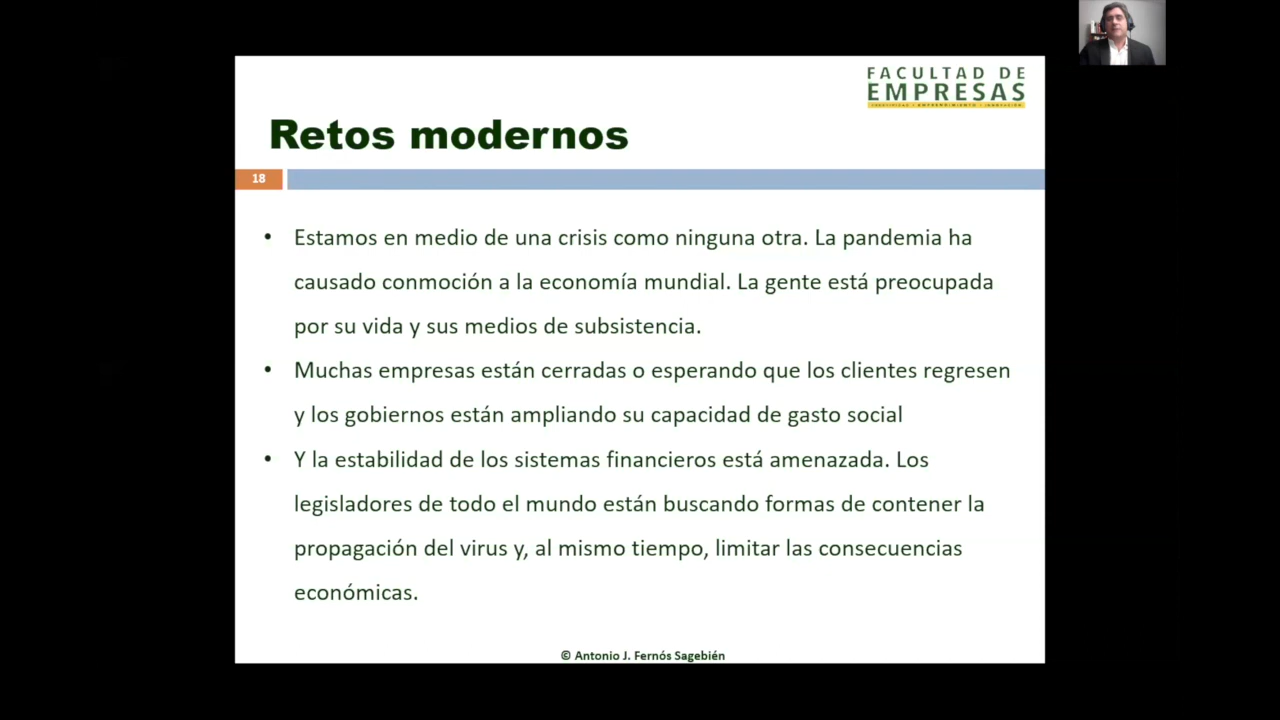 FACULTAD DE
EMPRESAS
Retos modernos
18
• Estamos en medio de una crisis como ninguna otra. La pandemia ha
causado conmoción a la economía mundial. La gente está preocupada
por su vida y sus medios de subsistencia.
• Muchas empresas están cerradas o esperando que los clientes regresen
y los gobiernos están ampliando su capacidad de gasto social
• Y la estabilidad de los sistemas financieros está amenazada. Los
legisladores de todo el mundo están buscando formas de contener la
propagación del virus y, al mismo tiempo, limitar las consecuencias
económicas.
© Antonio J. Fernós Sagebién